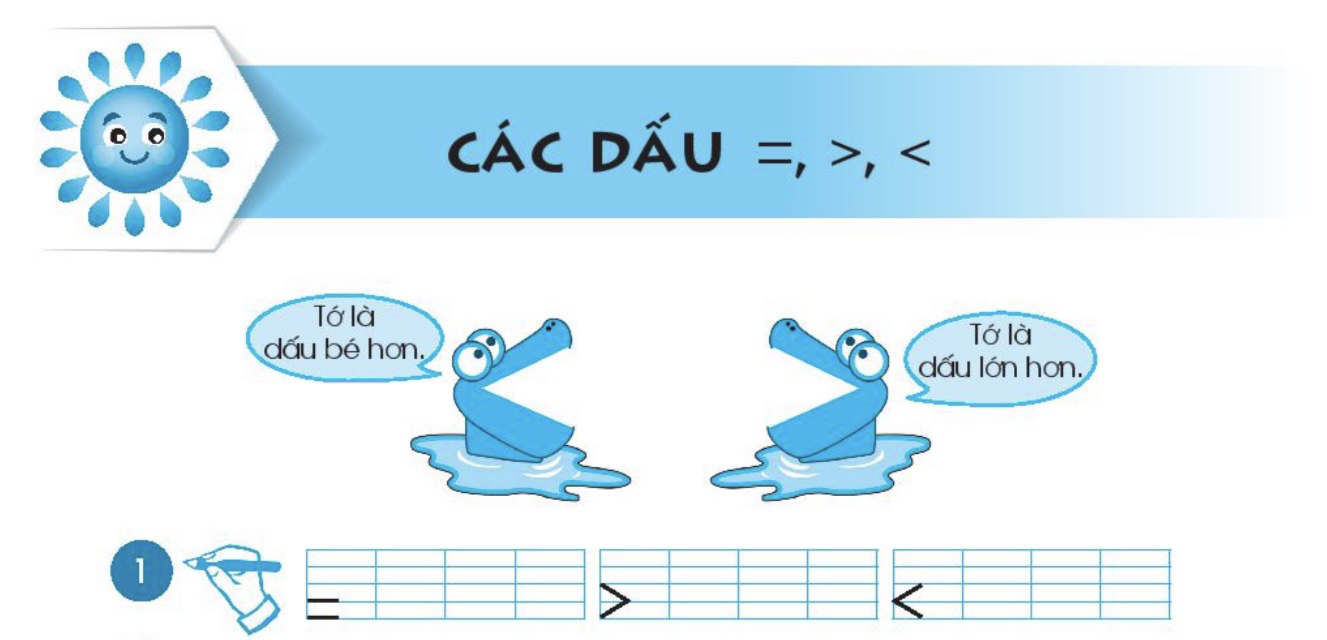 CÁC DẤU =, >, <
Tớ là
dấu bé hơn.
Tớ là
dấu lớn hơn.
1
= > <